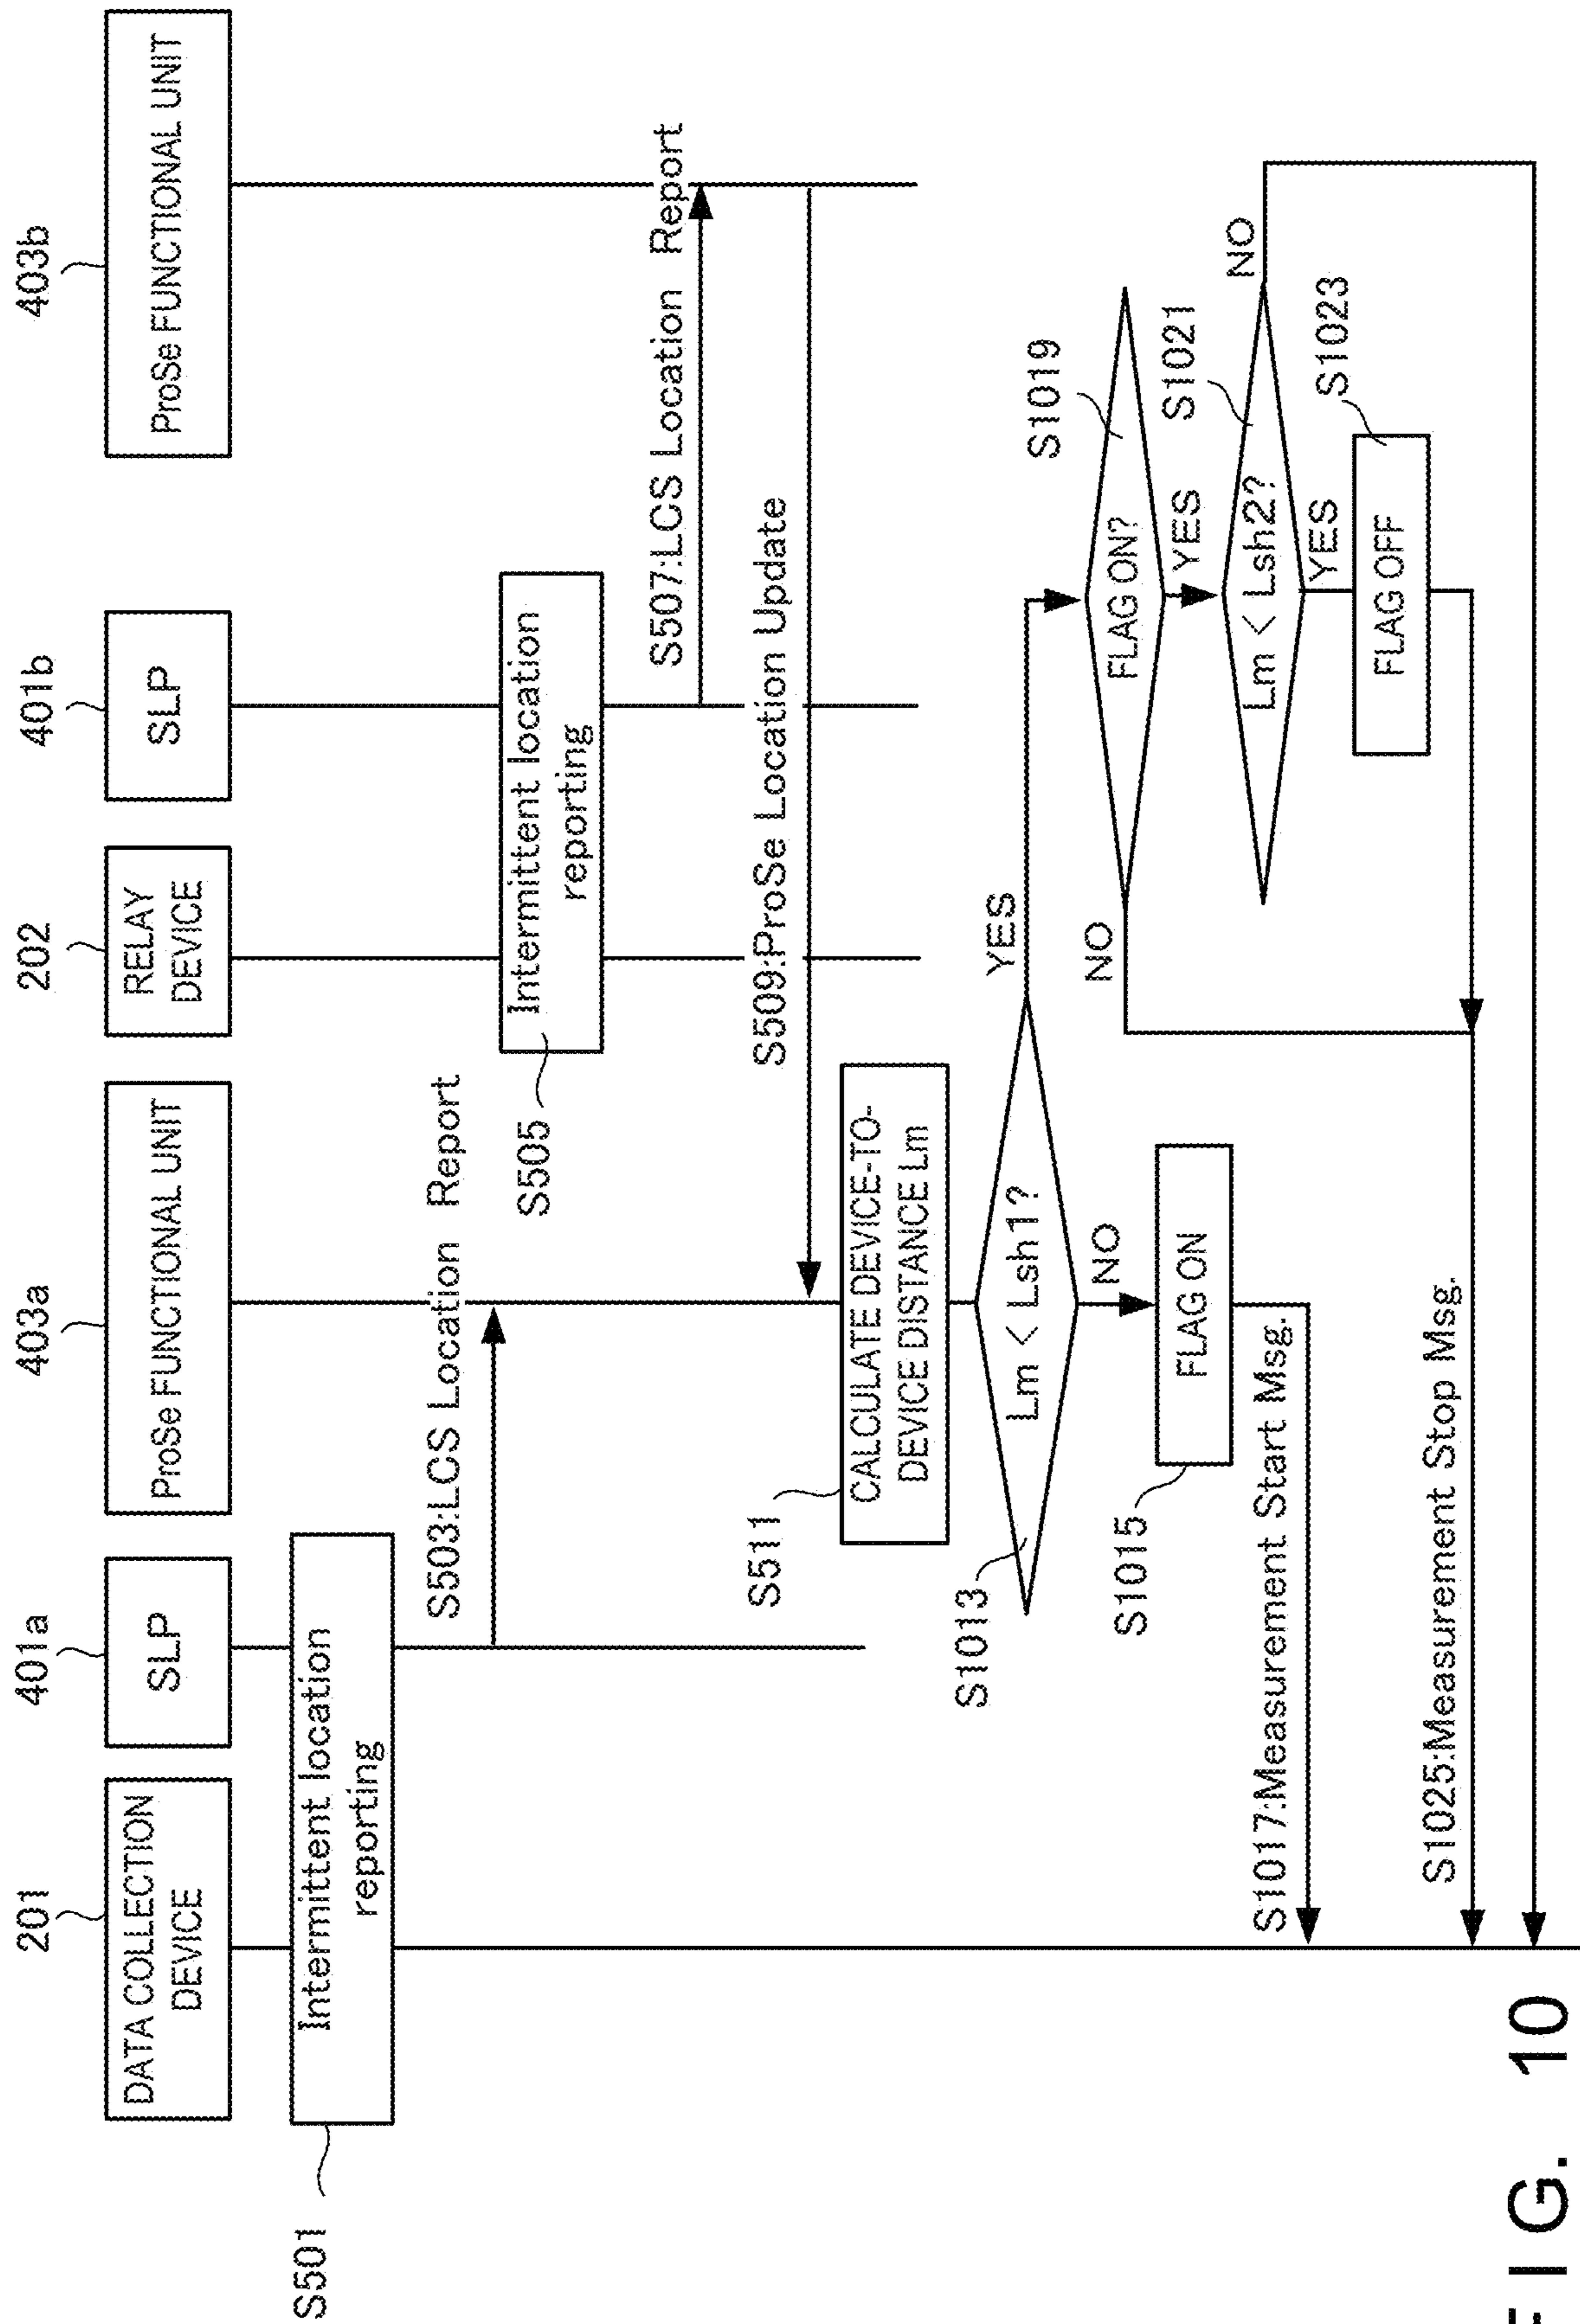 201
401a
403a
202
401b
403b
DATA COLLECTION
DEVICE
SLP
ProSe FUNCTIONAL UNIT
RELAY
DEVICE
SLP
ProSe FUNCTIONAL UNIT
S501
Intermittent location
reporting
S503:LCS Location Report
S505
Intermittent location
reporting
S507:LCS Location Report
S509:ProSe Location Update
S511
CALCULATE DEVICE-TO-
DEVICE DISTANCE Lm
S1013
Lm < Lsh1?
YES
NO
S1015
FLAG ON
S1017:Measurement Start Msg.
S1019
FLAG ON?
NO
YES
S1021
Lm < Lsh2?
NO
YES
S1023
FLAG OFF
S1025:Measurement Stop Msg.
FIG. 10